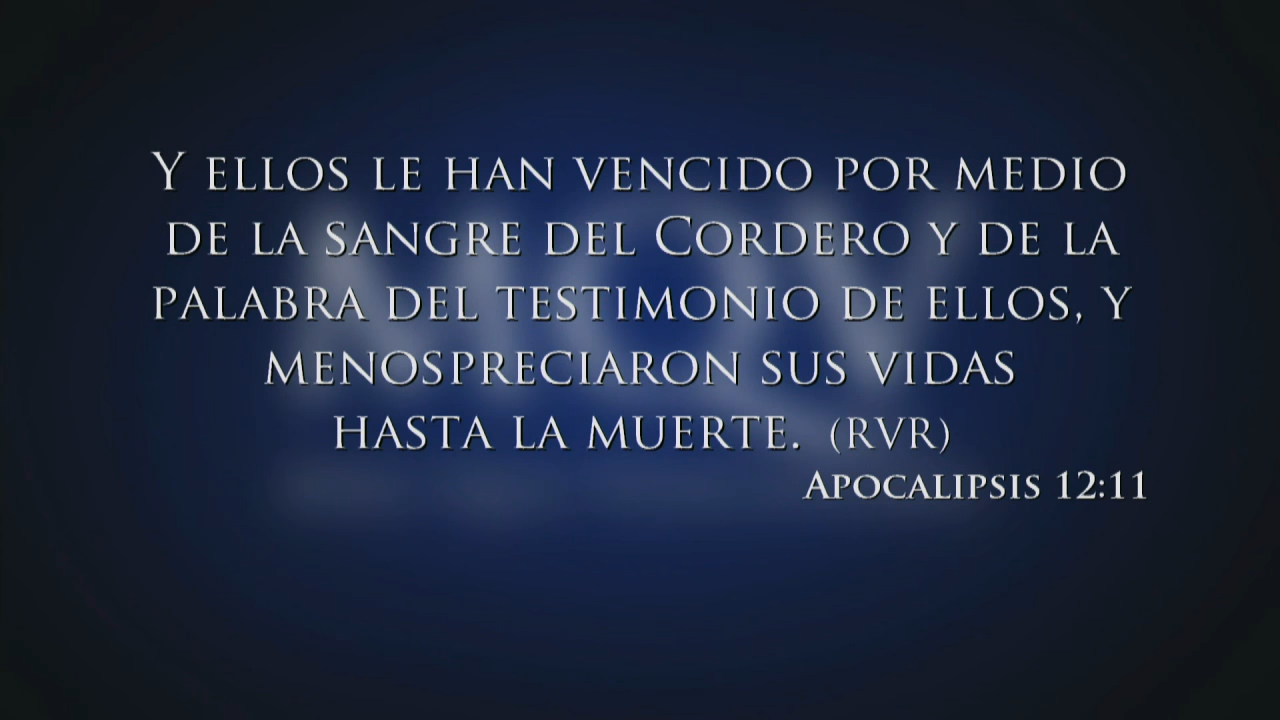 Y ELLOS LE HAN VENCIDO POR MEDIO
DE LA SANGRE DEL CORDERO Y DE LA
PALABRA DEL TESTIMONIO DE ELLOS, Y
MENOSPRECIARON SUS VIDAS
HASTA LA MUERTE. (RVR)
APOCALIPSIS 12:11